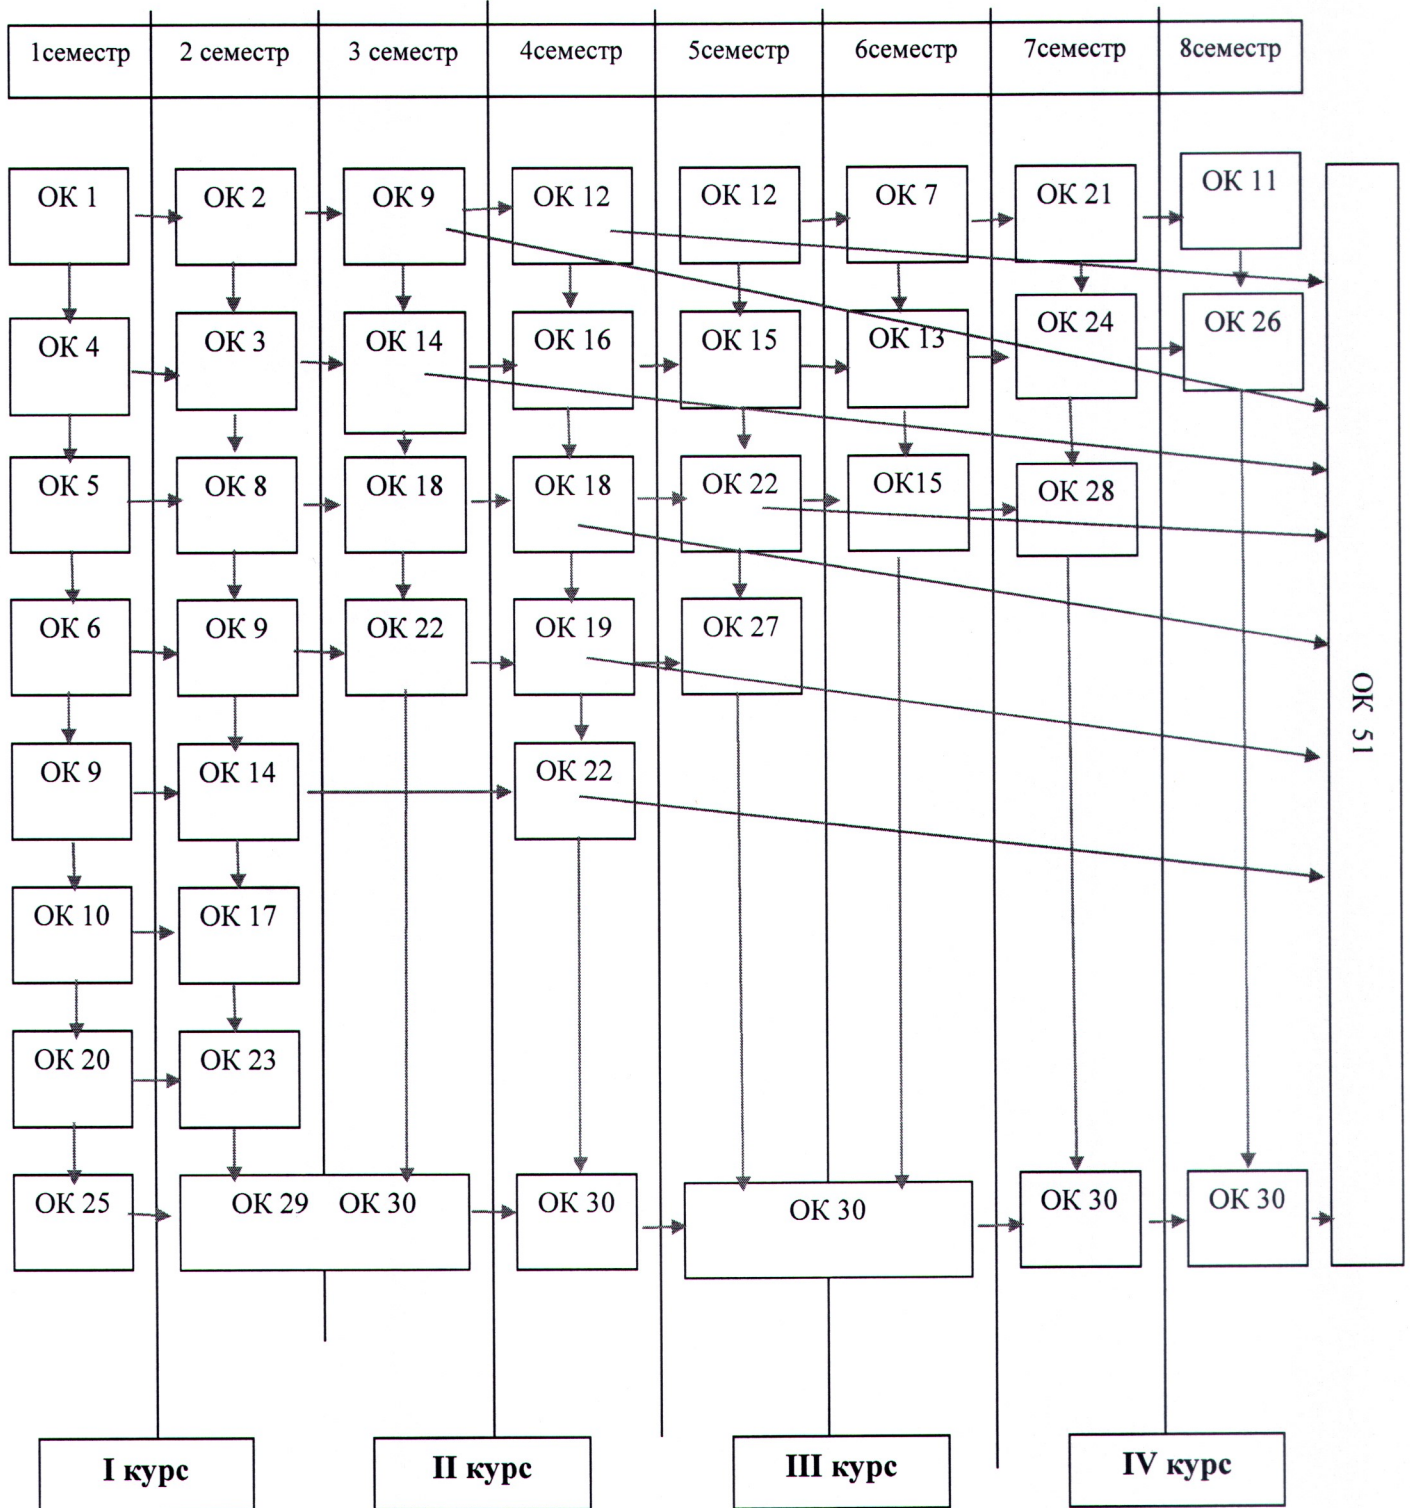 1семестр 2 семестр 3 семестр 4семестр 5семестр 6семестр 7семестр 8семестр
ОК 1 ОК 2 ОК 9 ОК 12 ОК 12 ОК 7 ОК 21 ОК 11
ОК 4 ОК 3 ОК 14 ОК 16 ОК 15 ОК 13 ОК 24 ОК 26
ОК 5 ОК 8 ОК 18 ОК 18 ОК 22 ОК15 ОК 28
ОК 6 ОК 9 ОК 22 ОК 19 ОК 27
ОК 51
ОК 9 ОК 14 ОК 22
ОК 10 ОК 17
ОК 20 ОК 23
ОК 25 ОК 29 ОК 30 ОК 30 ОК 30 ОК 30 ОК 30
I курс II курс III курс IV курс